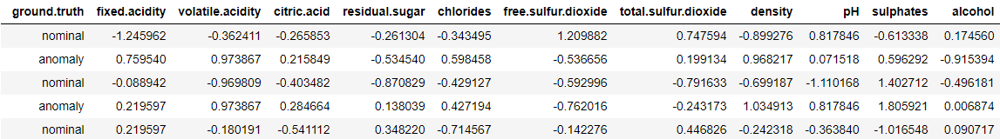 ground.truth fixed.acidity volatile.acidity citric.acid residual.sugar chlorides free.sulfur.dioxide total.sulfur.dioxide density pH sulphates alcohol
nominal -1.245962 -0.362411 -0.265853 -0.261304 -0.343495 1.209882 0.747594 -0.899276 0.817846 -0.613338 0.174560
anomaly 0.759540 0.973867 0.215849 -0.534540 0.598458 -0.536656 0.199134 0.968217 0.071518 0.596292 -0.915394
nominal -0.088942 -0.969809 -0.403482 -0.870829 -0.429127 -0.592996 -0.791633 -0.699187 -1.110168 1.402712 -0.496181
anomaly 0.219597 0.973867 0.284664 0.138039 0.427194 -0.762016 -0.243173 1.034913 0.817846 1.805921 0.006874
nominal 0.219597 -0.180191 -0.541112 0.348220 -0.714567 -0.142276 0.446826 -0.242318 -0.363840 -1.016548 0.090717